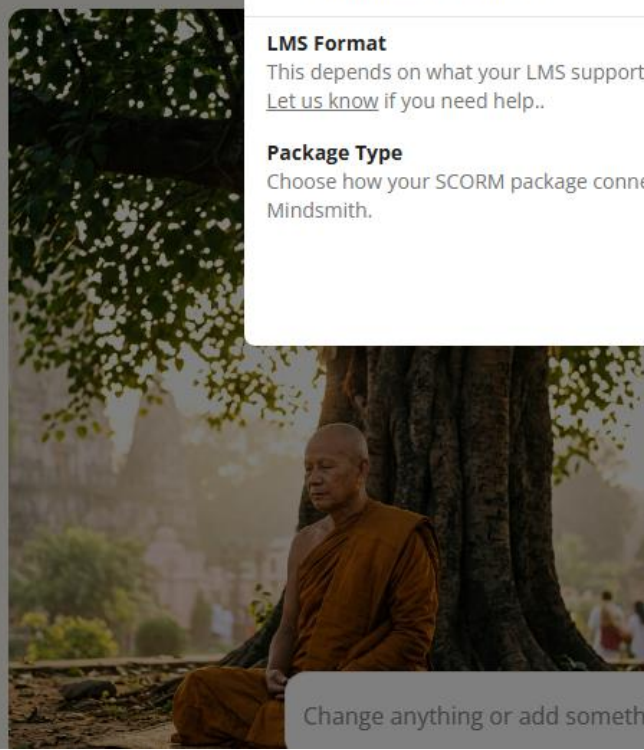 LMS Format
This depends on what your LMS support
Let us know if you need help..
Package Type
Choose how your SCORM package conne
Mindsmith.
Change anything or add someth